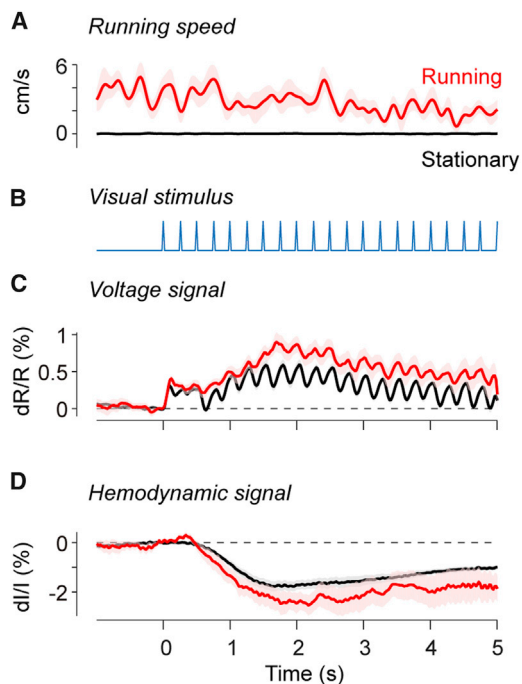 A Running speed
6
cm/s
Running
0
Stationary
B Visual stimulus
C Voltage signal
1
dR/R (%)
0.5
0
D Hemodynamic signal
0
dI/I (%)
-2
0 1 2 3 4 5
Time (s)